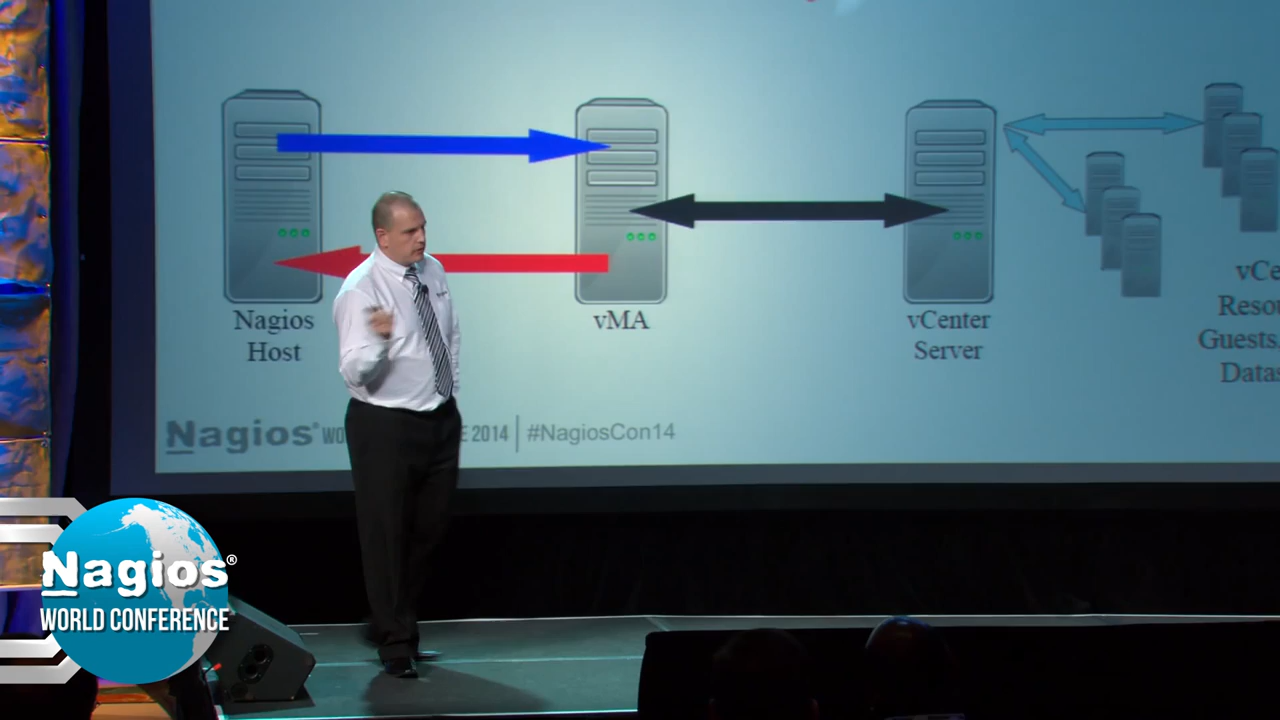 Nagios
Host
vMA
vCenter
Server
Nagios® 2014 #NagiosCon14
Nagios®
WORLD CONFERENCE